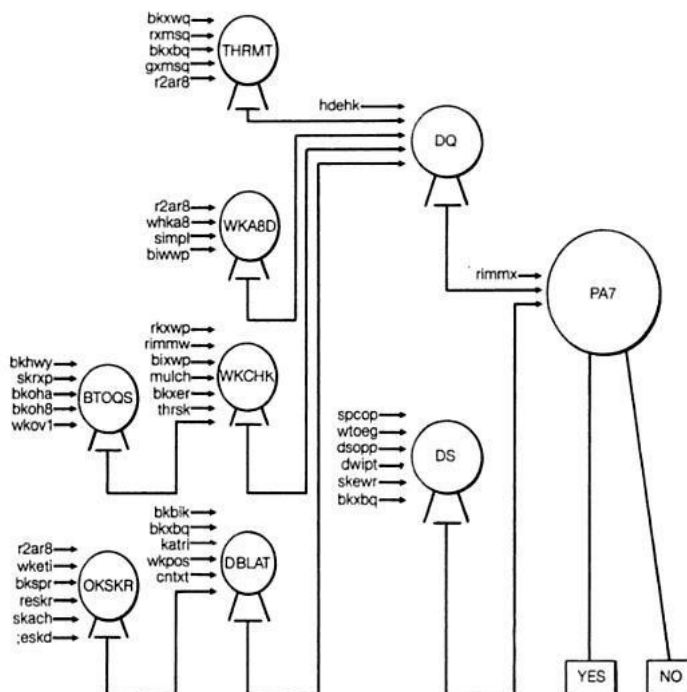 bkxwq
rxmsq
bkxbq
gxmsq
r2ar8
THRMT
hdehk
DQ
r2ar8
whka8
simpl
biwwp
WKA8D
rimmx
PA7
rkxwp
rimmw
bixwp
mulch
bkxer
thrsk
WKCHK
bkhwy
skrxp
bkoha
bkoh8
wkov1
BTOQS
spcop
wtoeg
dsopp
dwipt
skewr
bkxbq
DS
bkbik
bkxbq
katri
wkpos
cntxt
DBLAT
r2ar8
wketi
bkspr
reskr
skach
;eskd
OKSKR
YES
NO